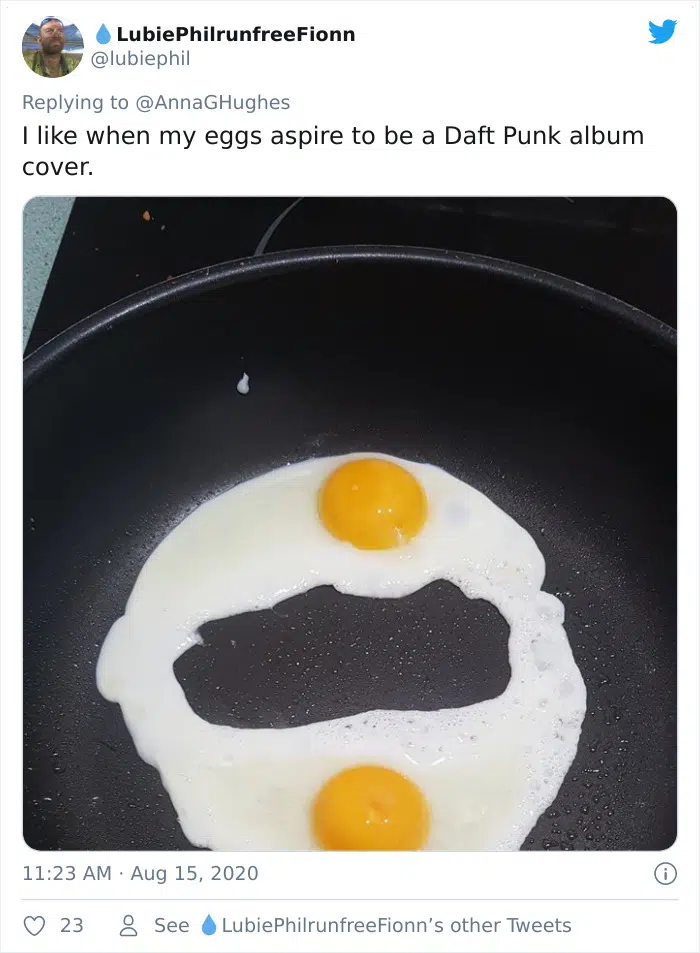 💧LubiePhilrunfreeFionn
@lubiephil
Replying to @AnnaGHughes
I like when my eggs aspire to be a Daft Punk album
cover.
11:23 AM · Aug 15, 2020
23 See 💧LubiePhilrunfreeFionn’s other Tweets